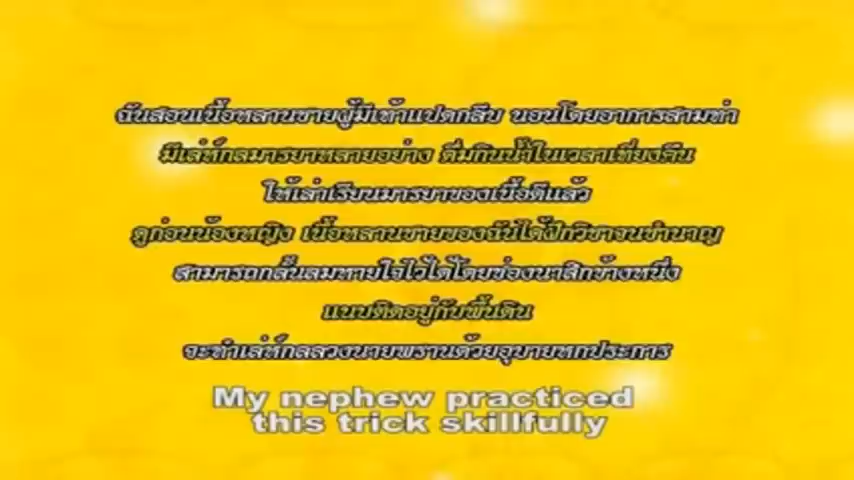 ฉันสอนเนื้อหลานชายผู้มีเท้าแปดกลีบ นอนโดยอาการสามท่า
มีเล่ห์กลมารยาหลายอย่าง ดื่มกินน้ำในเวลาเที่ยงคืน
ให้เล่าเรียนมารยาของเนื้อดีแล้ว
ดูก่อนน้องหญิง เนื้อหลานชายของฉันได้ฝึกวิชาจนชำนาญ
สามารถกลั้นลมหายใจไว้ได้โดยช่องนาสิกข้างหนึ่ง
แนบติดอยู่กับพื้นดิน
จะทำเล่ห์กลลวงนายพรานด้วยอุบายหกประการ
My nephew practiced
this trick skillfully